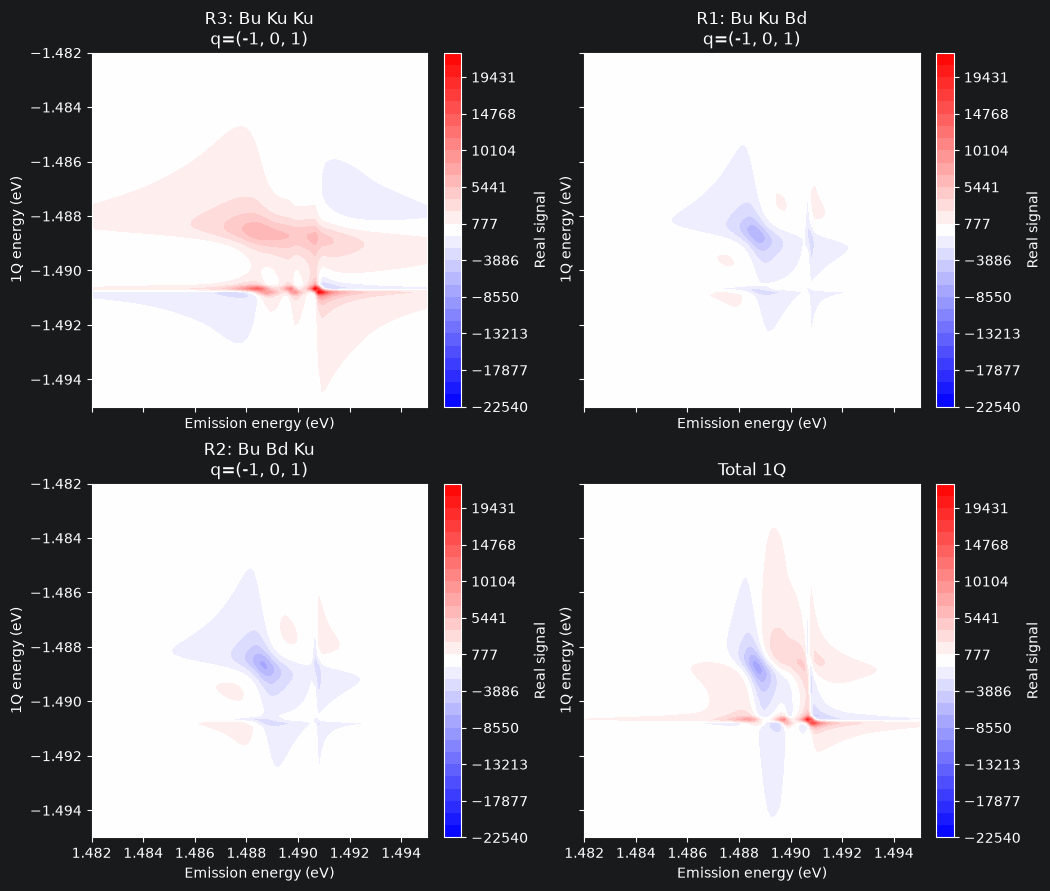 R3: Bu Ku Ku
q=(-1, 0, 1)
−1.482
−1.484
−1.486
−1.488
−1.490
−1.492
−1.494
1Q energy (eV)
Emission energy (eV)
19431
14768
10104
5441
777
−3886
−8550
−13213
−17877
−22540
Real signal
R1: Bu Ku Bd
q=(-1, 0, 1)
1Q energy (eV)
Emission energy (eV)
19431
14768
10104
5441
777
−3886
−8550
−13213
−17877
−22540
Real signal
R2: Bu Bd Ku
q=(-1, 0, 1)
−1.482
−1.484
−1.486
−1.488
−1.490
−1.492
−1.494
1Q energy (eV)
1.482 1.484 1.486 1.488 1.490 1.492 1.494
Emission energy (eV)
19431
14768
10104
5441
777
−3886
−8550
−13213
−17877
−22540
Real signal
Total 1Q
1Q energy (eV)
1.482 1.484 1.486 1.488 1.490 1.492 1.494
Emission energy (eV)
19431
14768
10104
5441
777
−3886
−8550
−13213
−17877
−22540
Real signal